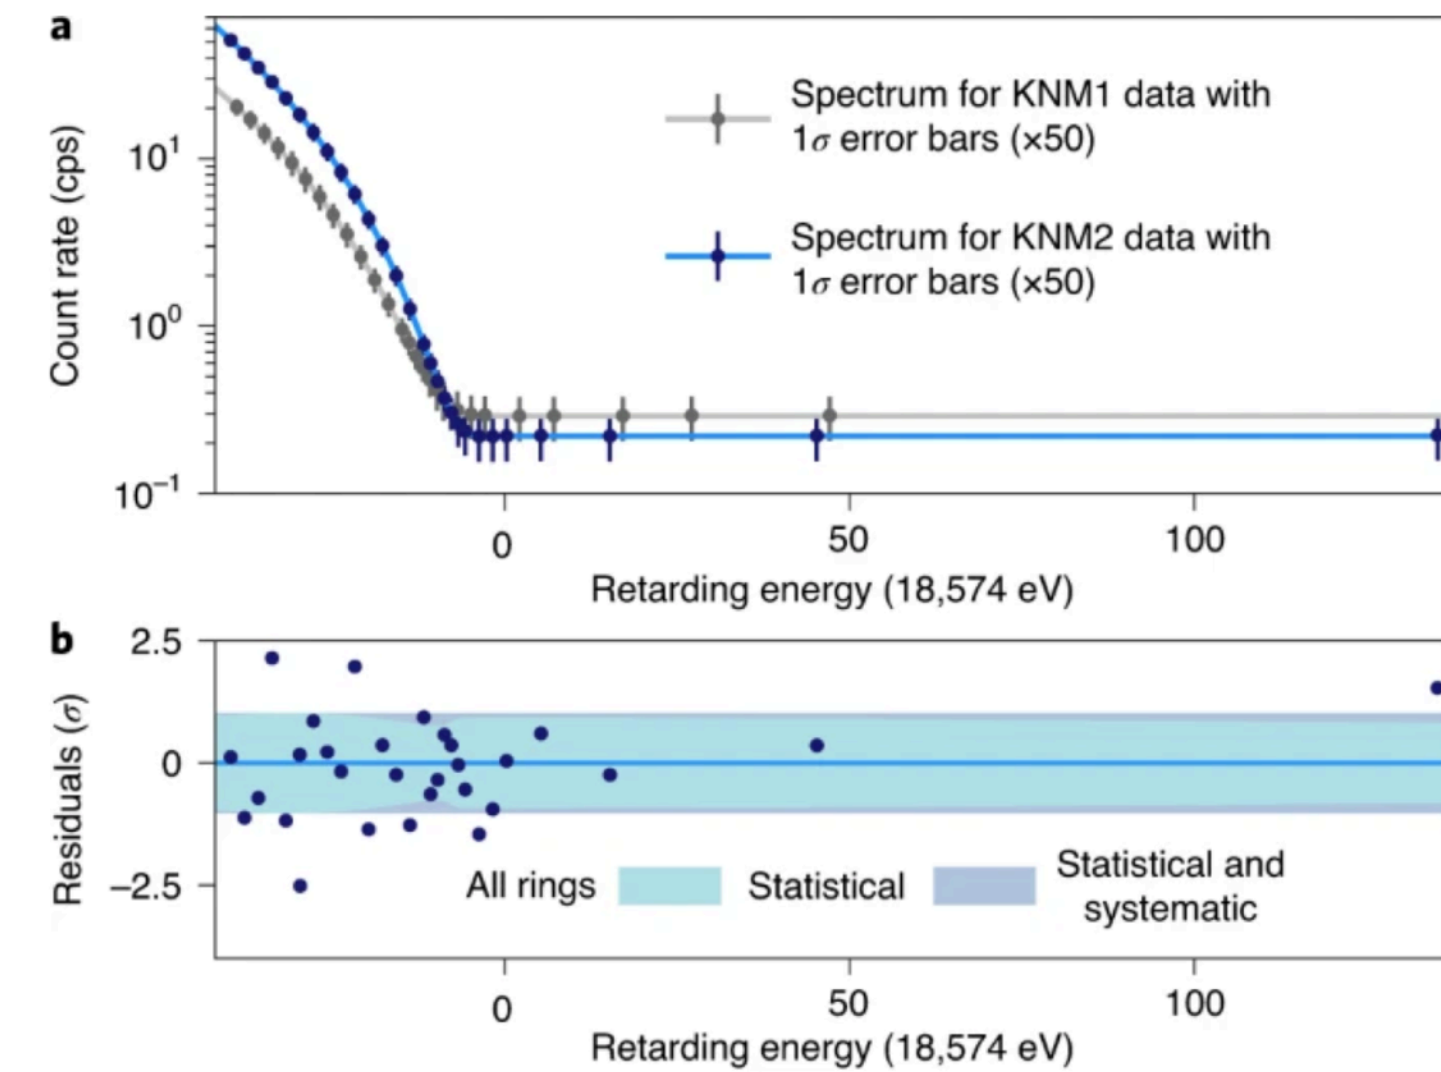 a
Count rate (cps)
10¹
10⁰
10⁻¹
Spectrum for KNM1 data with
1σ error bars (×50)
Spectrum for KNM2 data with
1σ error bars (×50)
0
50
100
Retarding energy (18,574 eV)
b
Residuals (σ)
2.5
0
−2.5
All rings
Statistical
Statistical and
systematic
0
50
100
Retarding energy (18,574 eV)